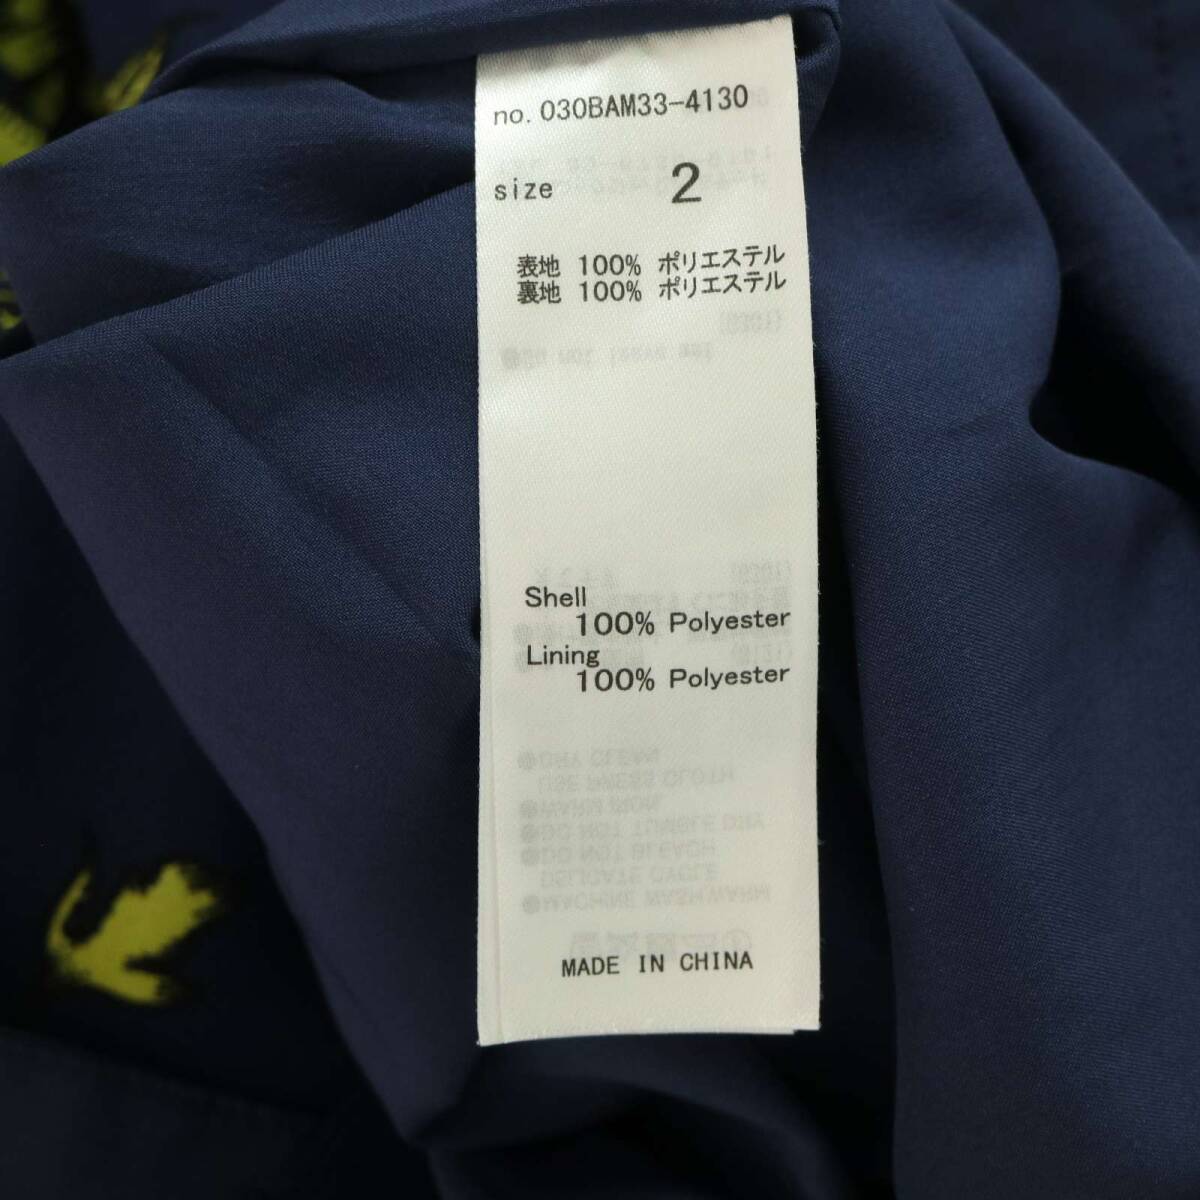 no. 030BAM33-4130
size 2
表地 100% ポリエステル
裏地 100% ポリエステル
Shell
100% Polyester
Lining
100% Polyester
MADE IN CHINA